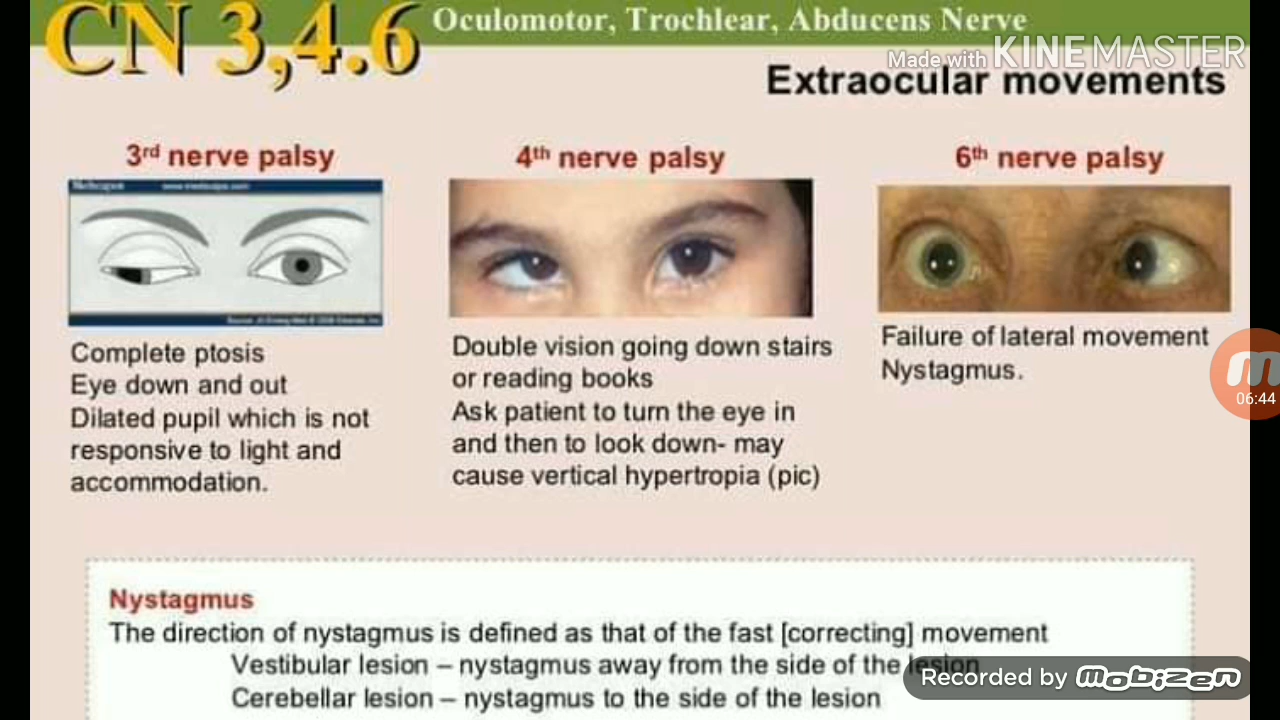 CN 3,4.6
Oculomotor, Trochlear, Abducens Nerve
Made with KINEMASTER
Extraocular movements
3rd nerve palsy
Medscape www.medscape.com
Complete ptosis
Eye down and out
Dilated pupil which is not
responsive to light and
accommodation.
4th nerve palsy
Double vision going down stairs
or reading books
Ask patient to turn the eye in
and then to look down- may
cause vertical hypertropia (pic)
6th nerve palsy
Failure of lateral movement
Nystagmus.
06:44
Nystagmus
The direction of nystagmus is defined as that of the fast [correcting] movement
Vestibular lesion – nystagmus away from the side of the lesion
Cerebellar lesion – nystagmus to the side of the lesion
Recorded by mobizen